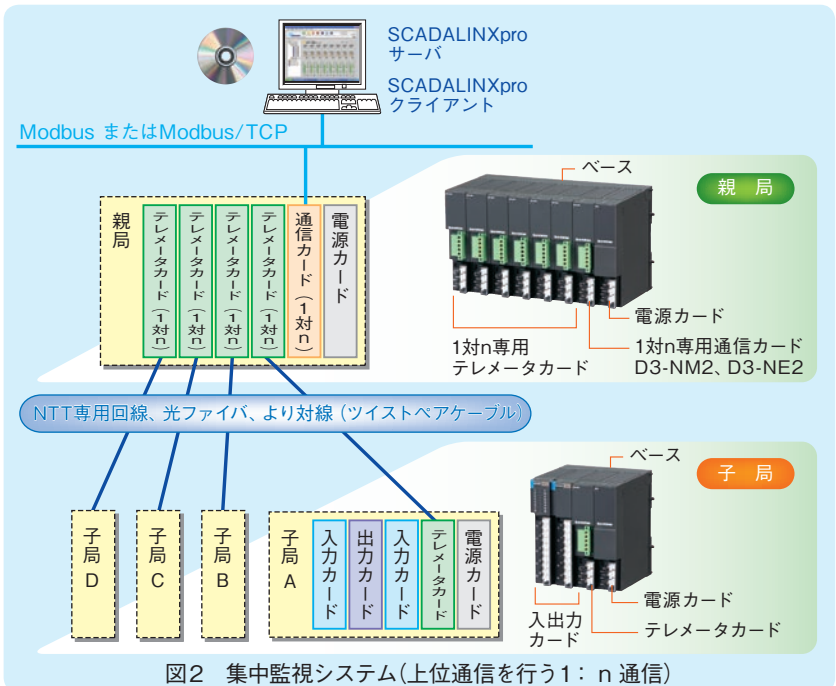 SCADALINXpro
サーバ
SCADALINXpro
クライアント
Modbus またはModbus/TCP
親局
テレメータカード（1対n）
テレメータカード（1対n）
テレメータカード（1対n）
テレメータカード（1対n）
通信カード（1対n）
電源カード
ベース
親 局
電源カード
1対n専用
テレメータカード
1対n専用通信カード
D3-NM2、D3-NE2
NTT専用回線、光ファイバ、より対線（ツイストペアケーブル）
子局D
子局C
子局B
子局A
入力カード
出力カード
入力カード
テレメータカード
電源カード
ベース
子 局
入出力
カード
電源カード
テレメータカード
図2 集中監視システム（上位通信を行う1：n 通信）